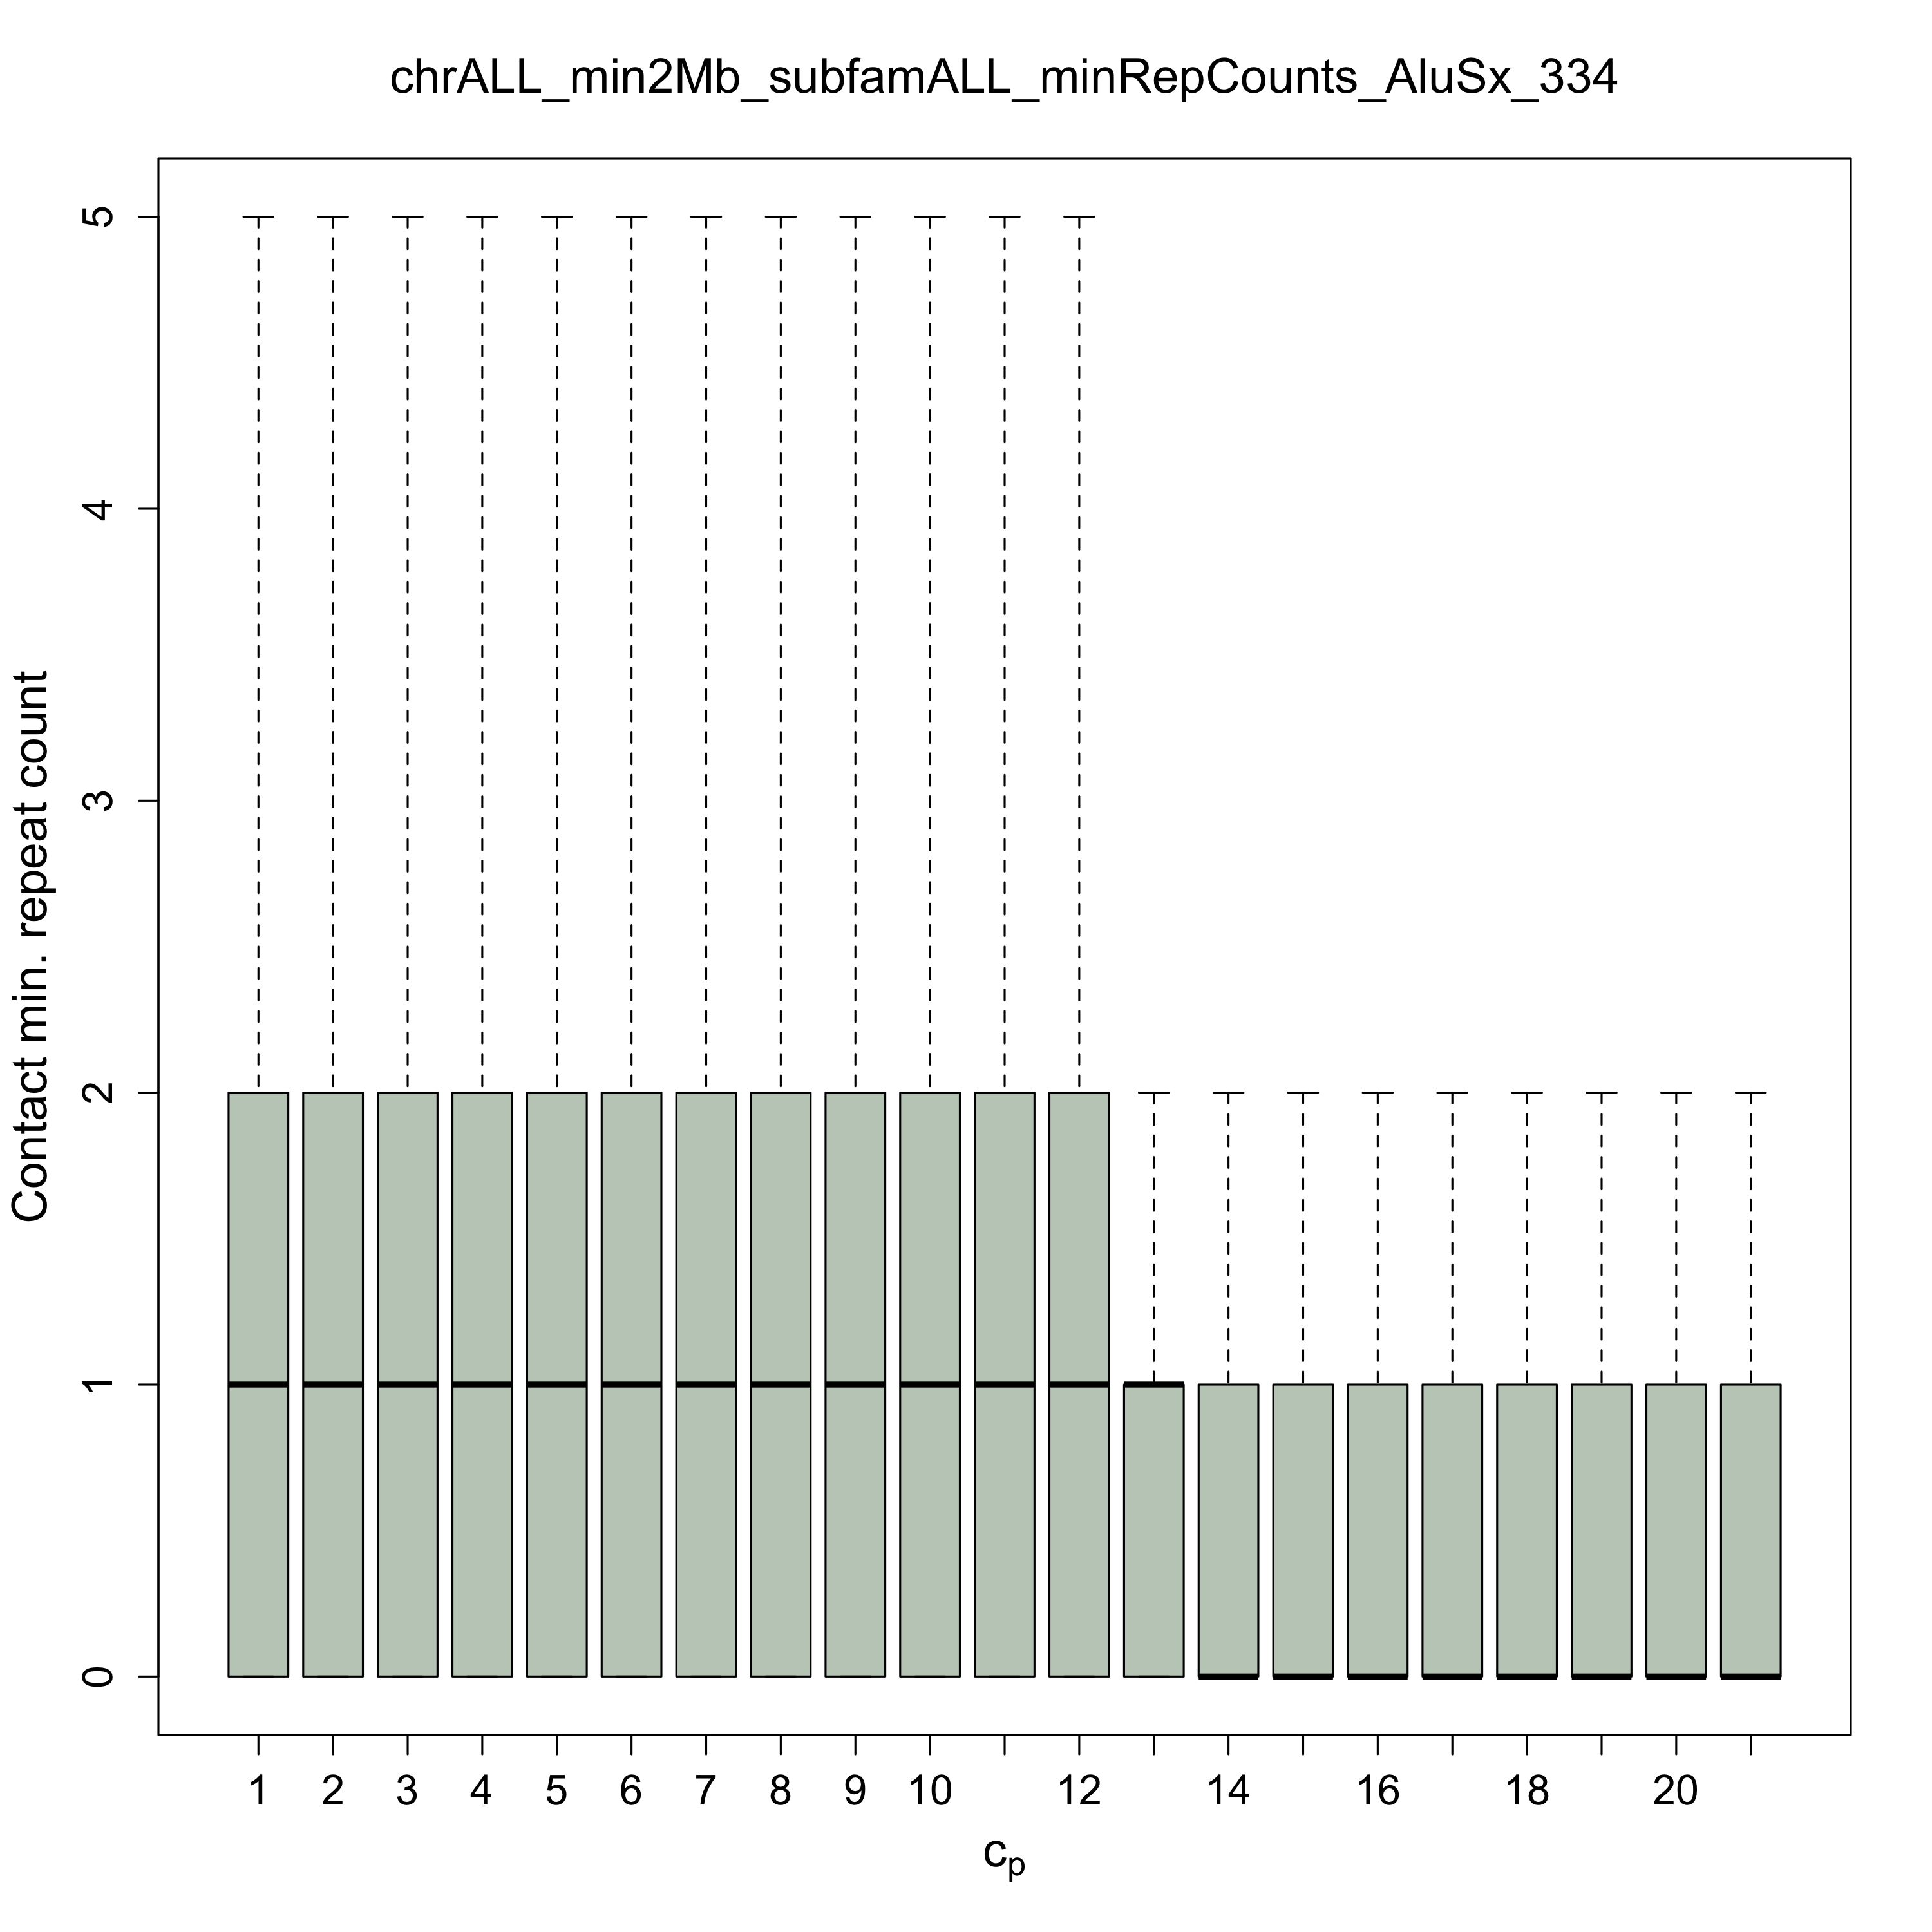 chrALL_min2Mb_subfamALL_minRepCounts_AluSx_334
Contact min. repeat count
5
4
3
2
1
0
1 2 3 4 5 6 7 8 9 10 12 14 16 18 20
cp